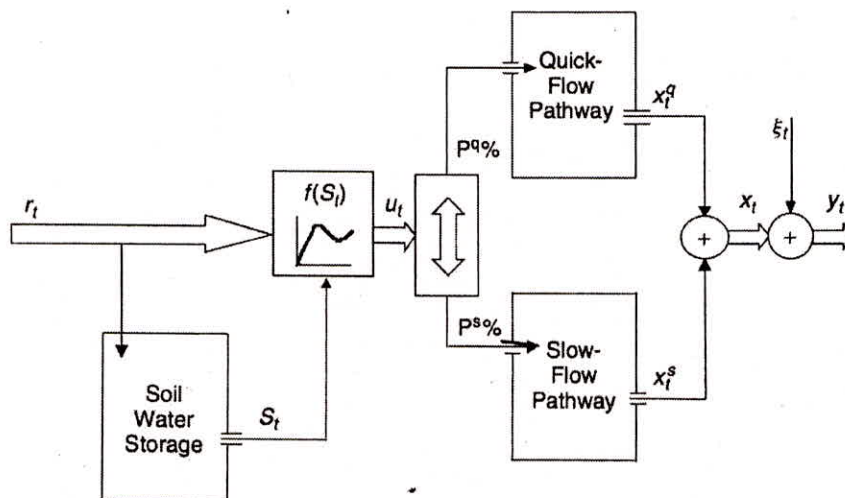 Quick-
Flow
Pathway
x_t^q
ξ_t
P^q%
f(S_t)
r_t
u_t
x_t
y_t
+
+
P^s%
Slow-
Flow
Pathway
x_t^s
Soil
Water
Storage
S_t